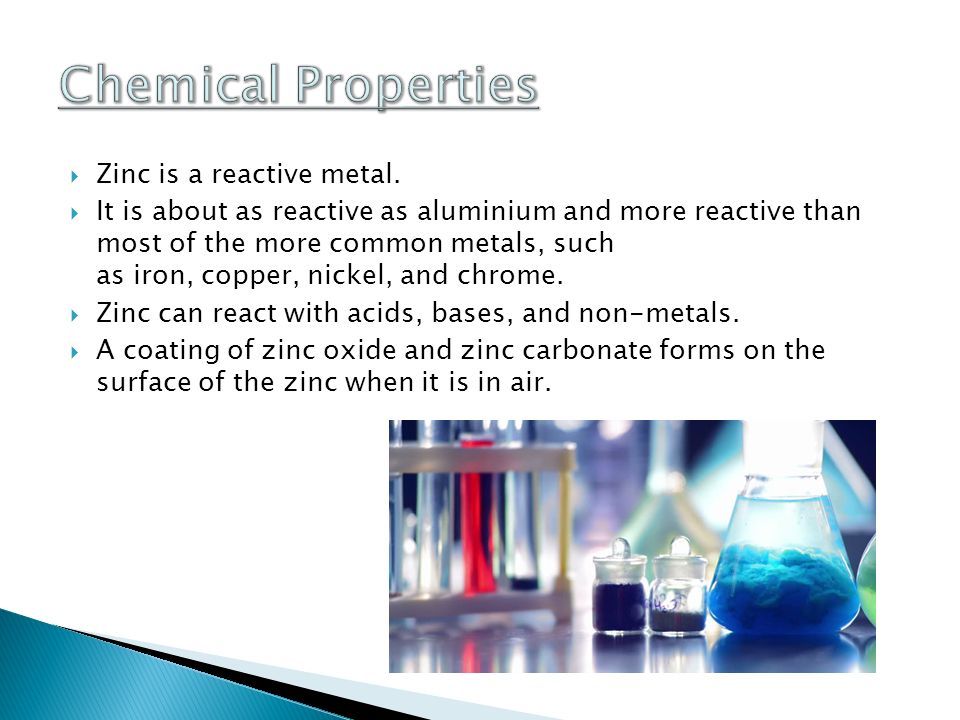 Chemical Properties
Zinc is a reactive metal.
It is about as reactive as aluminium and more reactive than
most of the more common metals, such
as iron, copper, nickel, and chrome.
Zinc can react with acids, bases, and non-metals.
A coating of zinc oxide and zinc carbonate forms on the
surface of the zinc when it is in air.